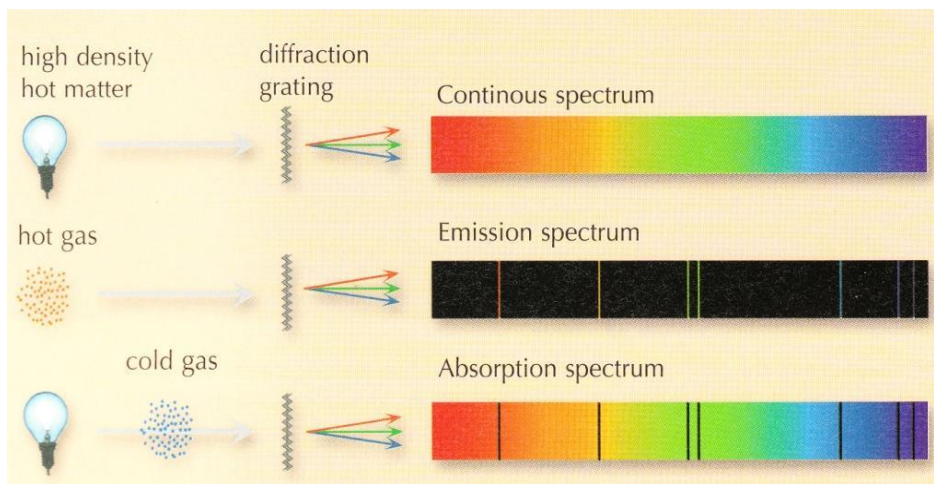 high density
hot matter
diffraction
grating
Continous spectrum
hot gas
Emission spectrum
cold gas
Absorption spectrum